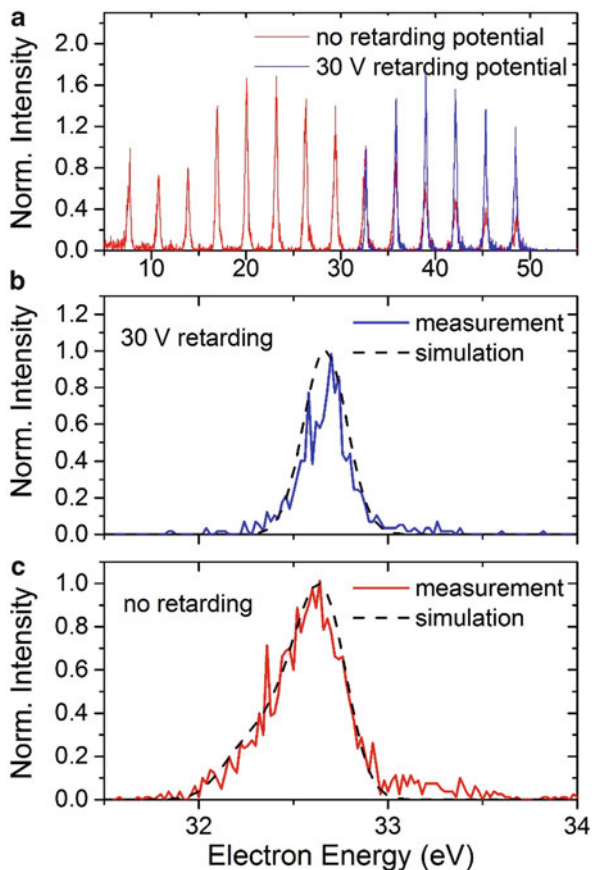 a
no retarding potential
30 V retarding potential
Norm. Intensity
2.0
1.6
1.2
0.8
0.4
0.0
10 20 30 40 50
b
30 V retarding
measurement
simulation
Norm. Intensity
1.2
1.0
0.8
0.6
0.4
0.2
0.0
c
no retarding
measurement
simulation
Norm. Intensity
1.0
0.8
0.6
0.4
0.2
0.0
32 33 34
Electron Energy (eV)